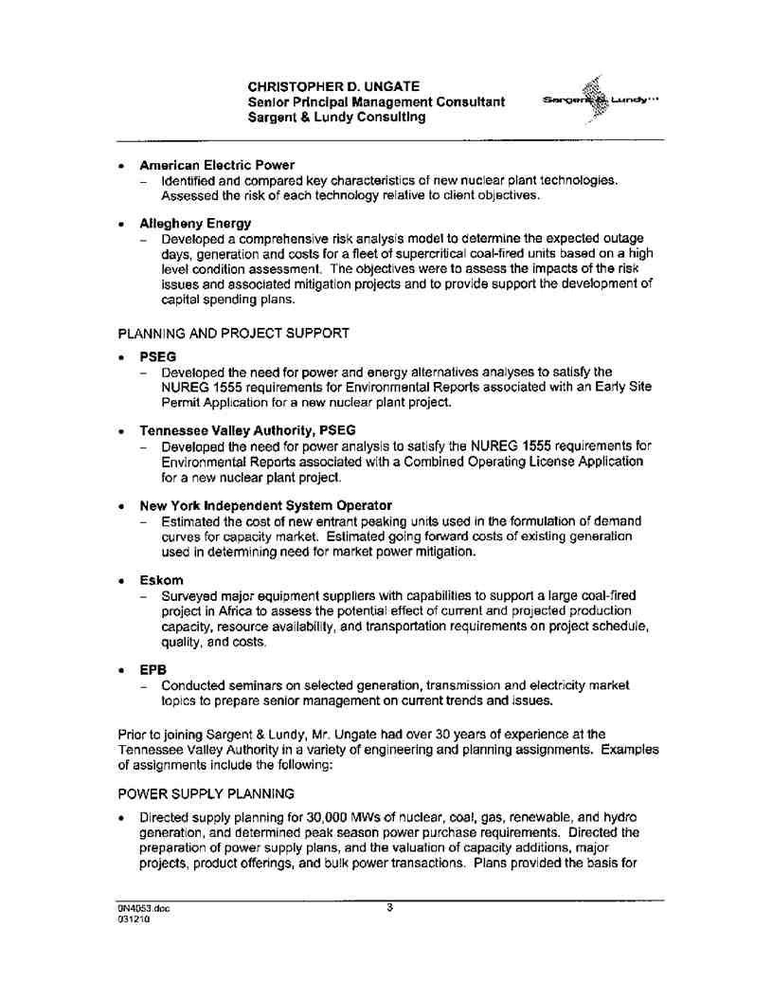 CHRISTOPHER D. UNGATE
Senior Principal Management Consultant
Sargent & Lundy Consulting
Sargent & Lundy
• American Electric Power
– Identified and compared key characteristics of new nuclear plant technologies.
Assessed the risk of each technology relative to client objectives.
• Allegheny Energy
– Developed a comprehensive risk analysis model to determine the expected outage
days, generation and costs for a fleet of supercritical coal-fired units based on a high
level condition assessment. The objectives were to assess the impacts of the risk
issues and associated mitigation projects and to provide support the development of
capital spending plans.
PLANNING AND PROJECT SUPPORT
• PSEG
– Developed the need for power and energy alternatives analyses to satisfy the
NUREG 1555 requirements for Environmental Reports associated with an Early Site
Permit Application for a new nuclear plant project.
• Tennessee Valley Authority, PSEG
– Developed the need for power analysis to satisfy the NUREG 1555 requirements for
Environmental Reports associated with a Combined Operating License Application
for a new nuclear plant project.
• New York Independent System Operator
– Estimated the cost of new entrant peaking units used in the formulation of demand
curves for capacity market. Estimated going forward costs of existing generation
used in determining need for market power mitigation.
• Eskom
– Surveyed major equipment suppliers with capabilities to support a large coal-fired
project in Africa to assess the potential effect of current and projected production
capacity, resource availability, and transportation requirements on project schedule,
quality, and costs.
• EPB
– Conducted seminars on selected generation, transmission and electricity market
topics to prepare senior management on current trends and issues.
Prior to joining Sargent & Lundy, Mr. Ungate had over 30 years of experience at the
Tennessee Valley Authority in a variety of engineering and planning assignments. Examples
of assignments include the following:
POWER SUPPLY PLANNING
• Directed supply planning for 30,000 MWs of nuclear, coal, gas, renewable, and hydro
generation, and determined peak season power purchase requirements. Directed the
preparation of power supply plans, and the valuation of capacity additions, major
projects, product offerings, and bulk power transactions. Plans provided the basis for
0N4053.doc 3
031210